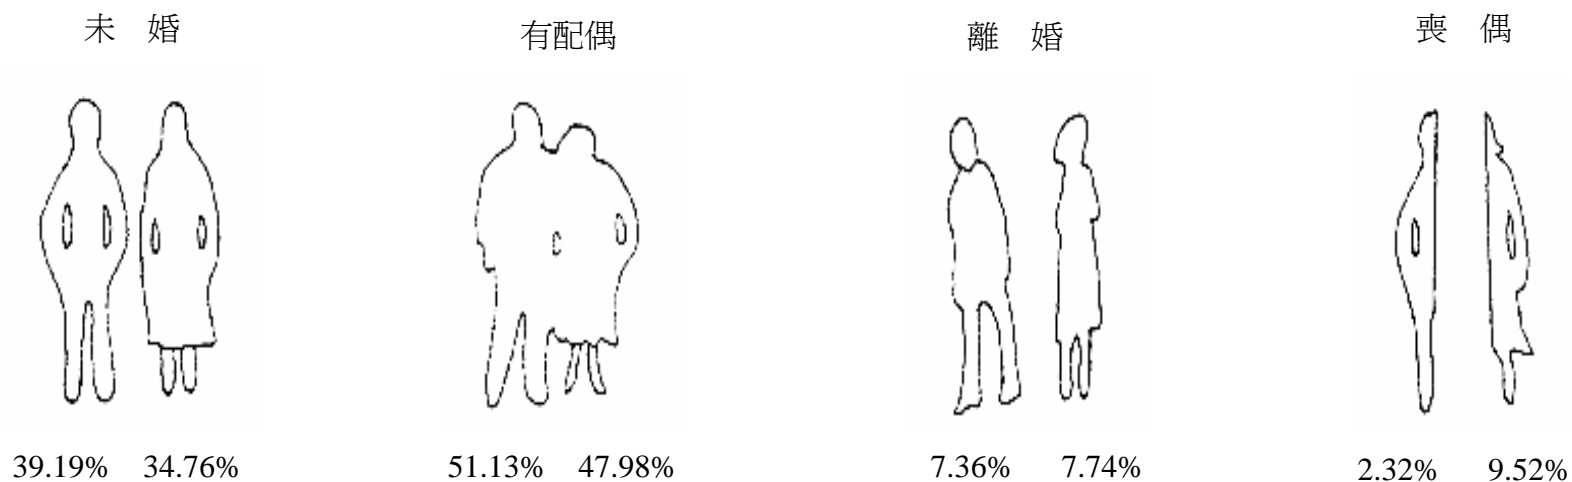 未 婚 有配偶 離 婚 喪 偶
39.19% 34.76% 51.13% 47.98% 7.36% 7.74% 2.32% 9.52%